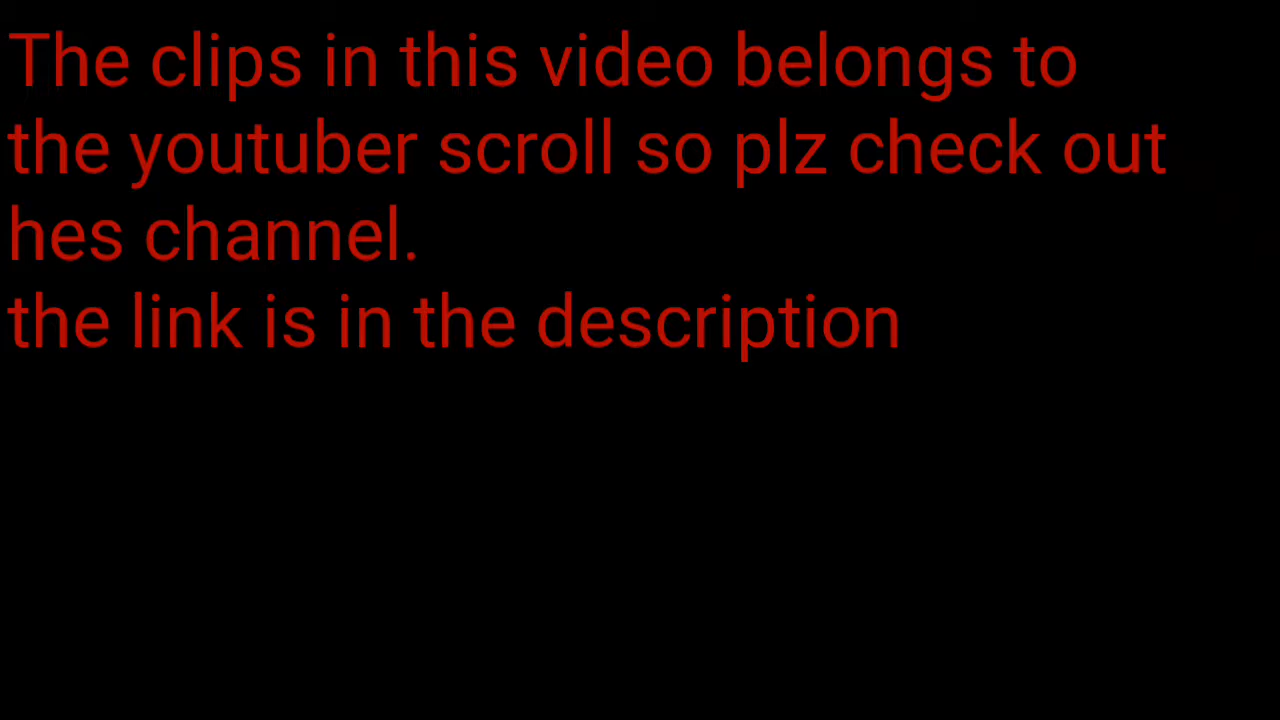 The clips in this video belongs to
the youtuber scroll so plz check out
hes channel.
the link is in the description